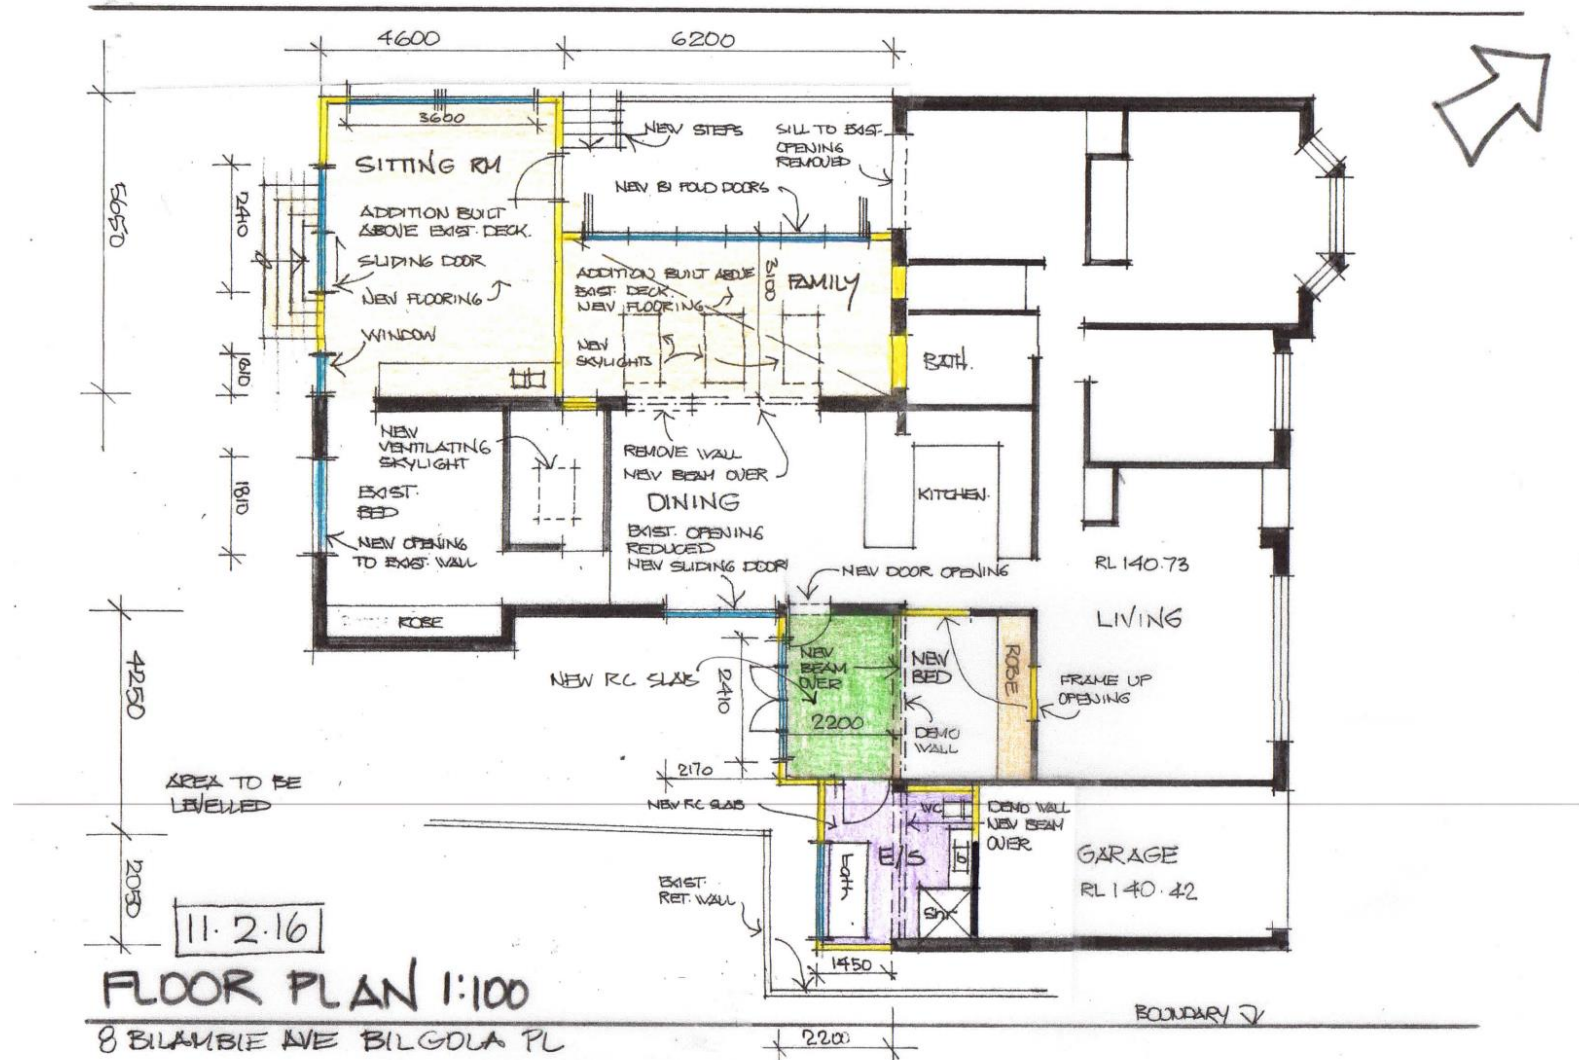 4600
6200
3600
5650
2410
1810
1810
SITTING RM
ADDITION BUILT
ABOVE EXIST. DECK.
SLIDING DOOR
NEW FLOORING
WINDOW
NEW STEPS
SILL TO EXIST.
OPENING
REMOVED
NEW BI FOLD DOORS
ADDITION BUILT ABOVE
EXIST. DECK.
NEW FLOORING
3100
FAMILY
NEW
SKYLIGHTS
BATH.
NEW
VENTILATING
SKYLIGHT
REMOVE WALL
NEW BEAM OVER
EXIST.
BED
NEW OPENING
TO EXIST. WALL
ROBE
DINING
EXIST. OPENING
REDUCED
NEW SLIDING DOOR
KITCHEN.
NEW DOOR OPENING
RL 140.73
LIVING
4250
NEW RC SLAB
2410
NEW
BEAM
OVER
2200
NEW
BED
DEMO
WALL
ROBE
FRAME UP
OPENING
2170
AREA TO BE
LEVELLED
NEW RC SLAB
WC
E/S
bath
b
Shr
DEMO WALL
NEW BEAM
OVER
GARAGE
RL 140.42
2050
EXIST.
RET. WALL
1450
11.2.16
FLOOR PLAN 1:100
BOUNDARY
8 BILAMBIE AVE BILGOLA PL
2200